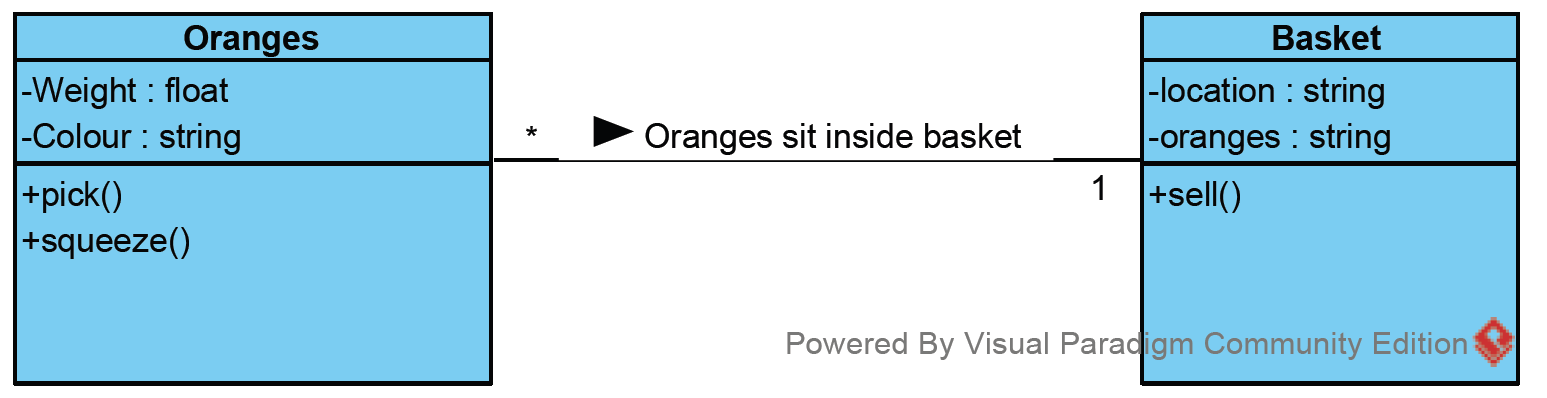 Oranges
-Weight : float
-Colour : string
+pick()
+squeeze()
* ► Oranges sit inside basket
1
Basket
-location : string
-oranges : string
+sell()
Powered By Visual Paradigm Community Edition